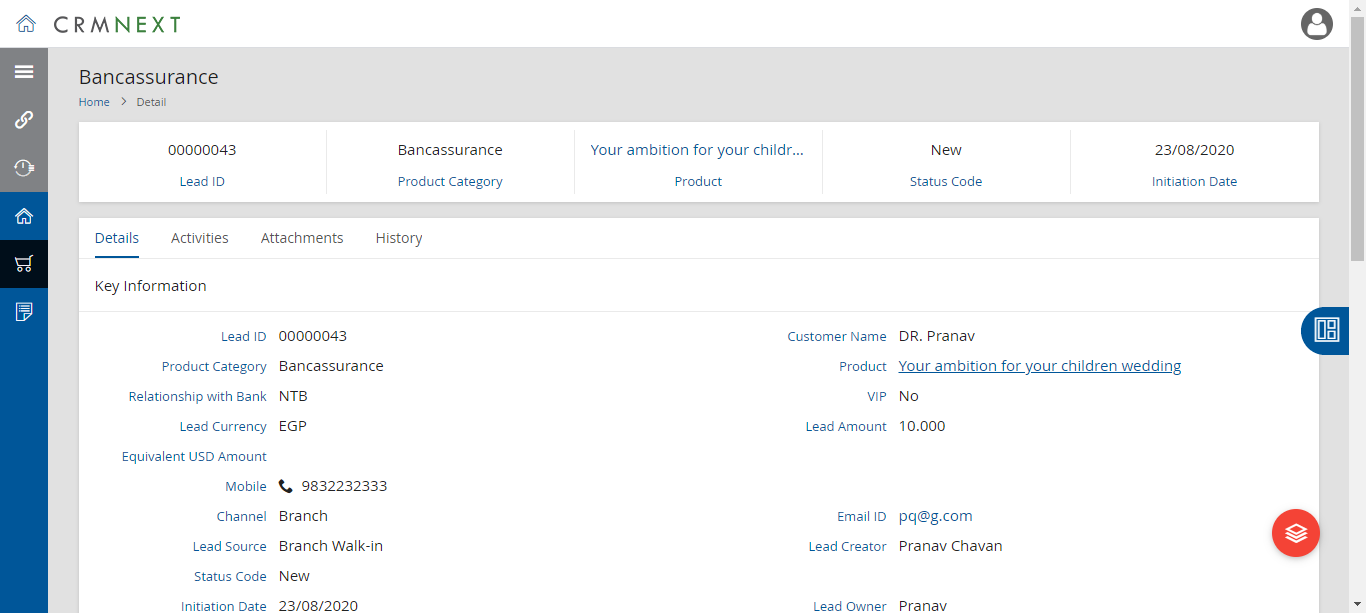 CRMNEXT
Bancassurance
Home > Detail
00000043 Bancassurance Your ambition for your childr... New 23/08/2020
Lead ID Product Category Product Status Code Initiation Date
Details Activities Attachments History
Key Information
Lead ID 00000043 Customer Name DR. Pranav
Product Category Bancassurance Product Your ambition for your children wedding
Relationship with Bank NTB VIP No
Lead Currency EGP Lead Amount 10.000
Equivalent USD Amount
Mobile 9832232333
Channel Branch Email ID pq@g.com
Lead Source Branch Walk-in Lead Creator Pranav Chavan
Status Code New
Initiation Date 23/08/2020 Lead Owner Pranav